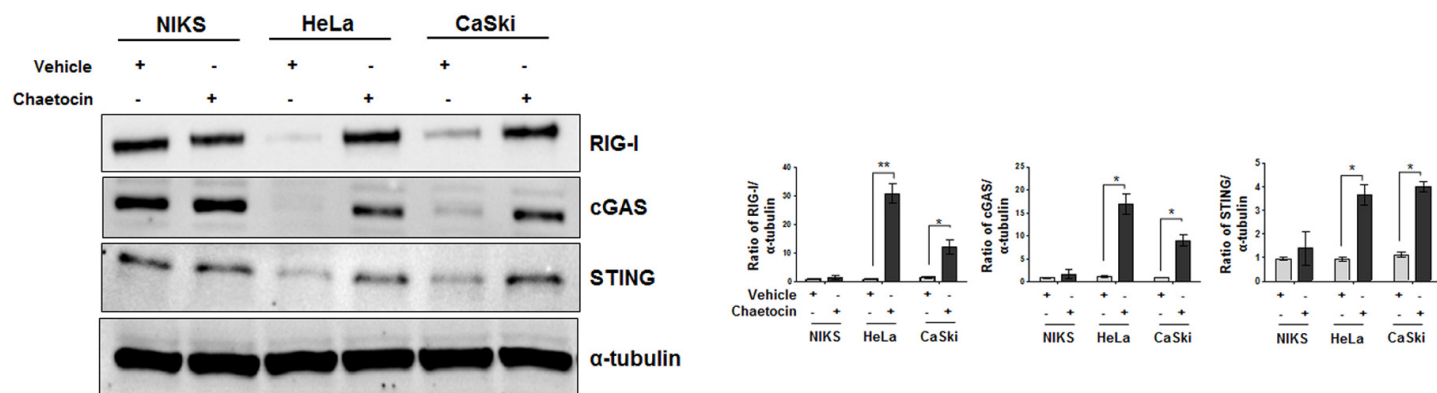 NIKS HeLa CaSki
Vehicle + - + - + -
Chaetocin - + - + - +
RIG-I
cGAS
STING
α-tubulin
Ratio of RIG-I/
α-tubulin
40
30
20
10
0
**
*
Vehicle + - + - + -
Chaetocin - + - + - +
NIKS HeLa CaSki
Ratio of cGAS/
α-tubulin
25
20
15
10
5
0
*
*
+ - + - + -
- + - + - +
NIKS HeLa CaSki
Ratio of STING/
α-tubulin
5
4
3
2
1
0
*
*
+ - + - + -
- + - + - +
NIKS HeLa CaSki